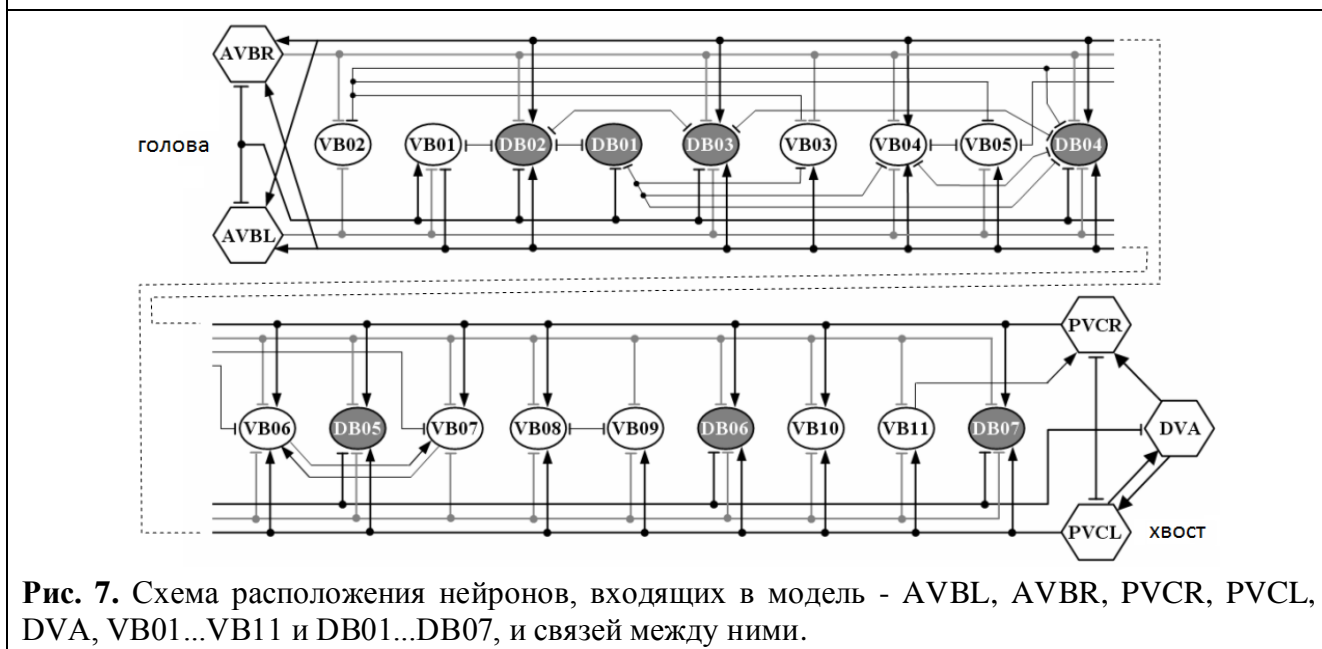 AVBR
голова
VB02 VB01 DB02 DB01 DB03 VB03 VB04 VB05 DB04
AVBL
PVCR
VB06 DB05 VB07 VB08 VB09 DB06 VB10 VB11 DB07 DVA
PVCL хвост
Рис. 7. Схема расположения нейронов, входящих в модель - AVBL, AVBR, PVCR, PVCL,
DVA, VB01...VB11 и DB01...DB07, и связей между ними.